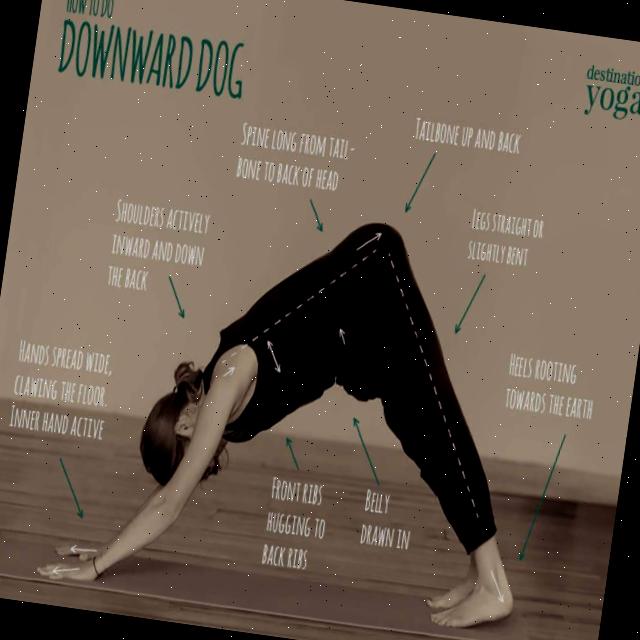 HOW TO DO
DOWNWARD DOG
destination
yoga
SPINE LONG FROM TAIL-
BONE TO BACK OF HEAD
TAILBONE UP AND BACK
SHOULDERS ACTIVELY
INWARD AND DOWN
THE BACK
LEGS STRAIGHT OR
SLIGHTLY BENT
HANDS SPREAD WIDE,
CLAWING THE FLOOR
INNER HAND ACTIVE
HEELS ROOTING
TOWARDS THE EARTH
FRONT RIBS
HUGGING TO
BACK RIBS
BELLY
DRAWN IN